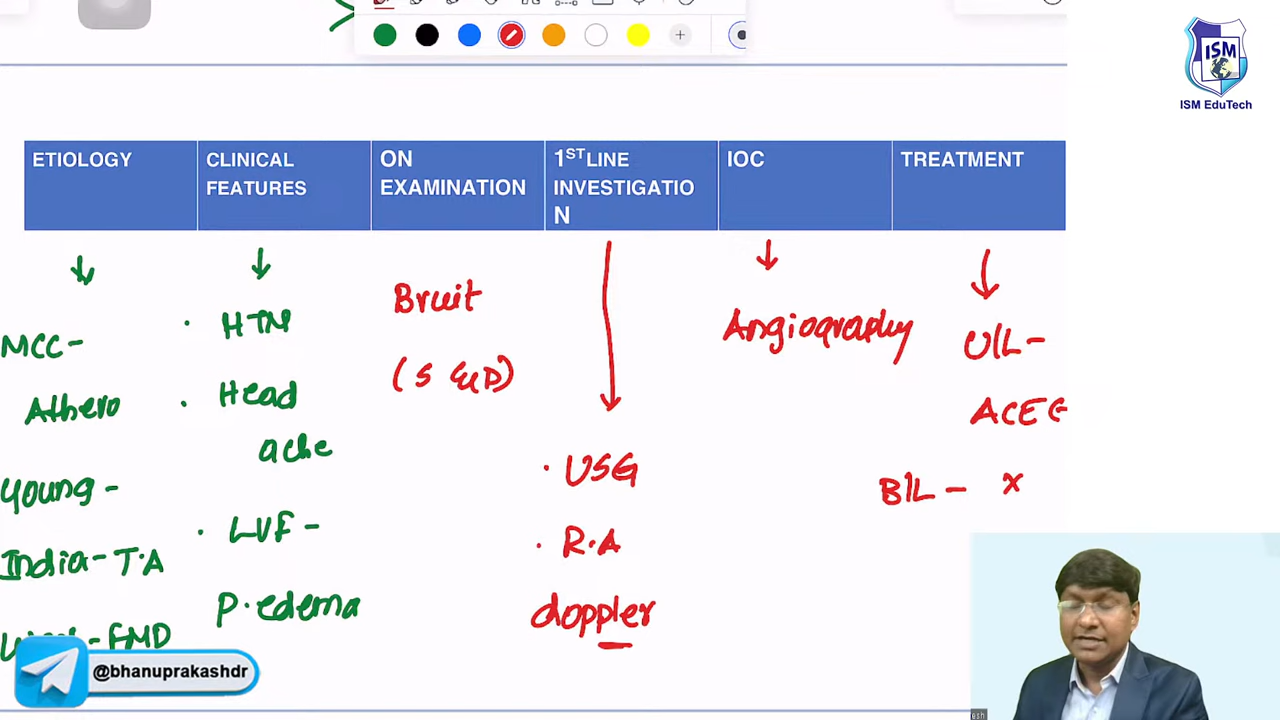 ISM
ISM EduTech
ETIOLOGY
CLINICAL
FEATURES
ON
EXAMINATION
1ST LINE
INVESTIGATIO
N
IOC
TREATMENT
MCC-
Athero
Young -
India - T.A
- FMD
• HTN
• Head
ache
• LVF -
P. edema
Bruit
(S & D)
• USG
• R.A
doppler
Angiography
U/L -
ACE
B/L - x
@bhanuprakashdr